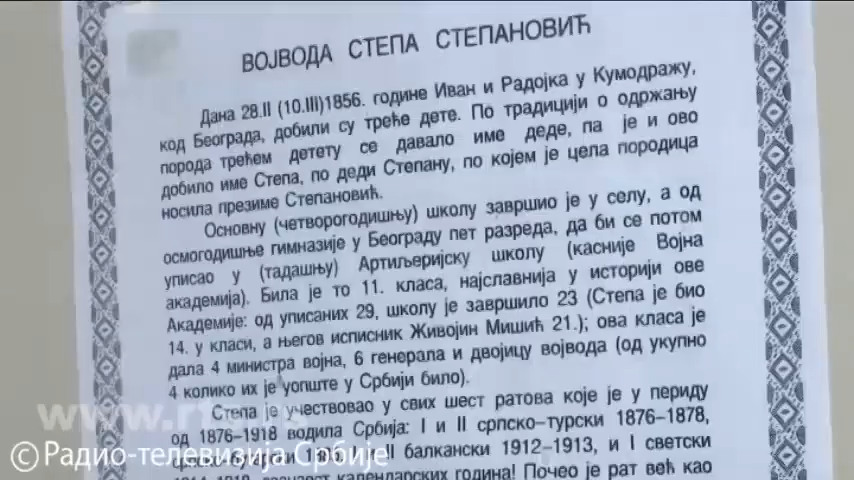 ВОЈВОДА СТЕПА СТЕПАНОВИЋ
Дана 28.II (10.III)1856. године Иван и Радојка у Кумодражу,
код Београда, добили су треће дете. По традицији о одржању
порода трећем детету се давало име деде, па је и ово
добило име Степа, по деди Степану, по којем је цела породица
носила презиме Степановић.
Основну (четворогодишњу) школу завршио је у селу, а од
осмогодишње гимназије у Београду пет разреда, да би се потом
уписао у (тадашњу) Артиљеријску школу (касније Војна
академија). Била је то 11. класа, најславнија у историји ове
Академије: од уписаних 29, школу је завршило 23 (Степа је био
14. у класи, а његов исписник Живојин Мишић 21.); ова класа је
дала 4 министра војна, 6 генерала и двојицу војвода (од укупно
4 колико их је уопште у Србији било).
Степа је учествовао у свих шест ратова које је у периду
од 1876-1918 водила Србија: I и II српско-турски 1876-1878,
II балкански 1912-1913, и I светски
календарских година! Почео је рат већ као
©Радио-телевизија Србије